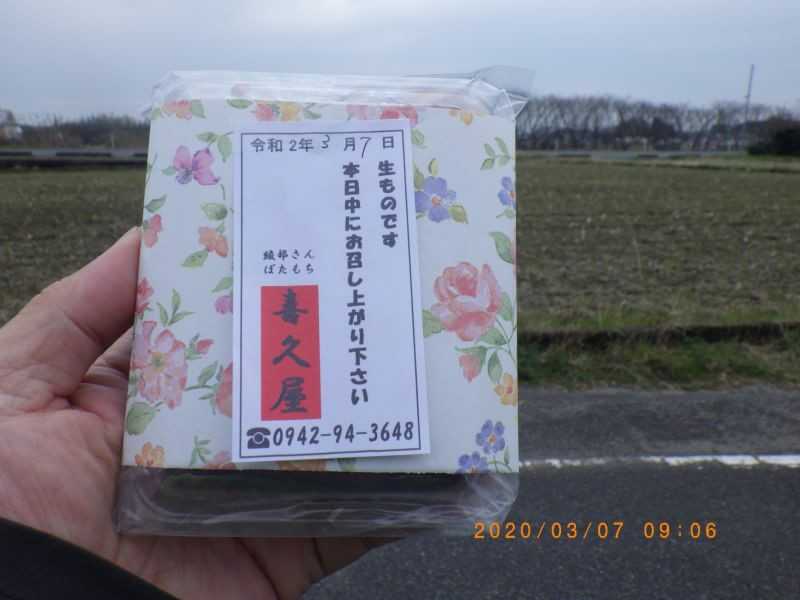 令和2年3月7日
生ものです
本日中にお召し上がり下さい
綾部さん
ぼたもち
喜久屋
☎0942-94-3648
2020/03/07 09:06